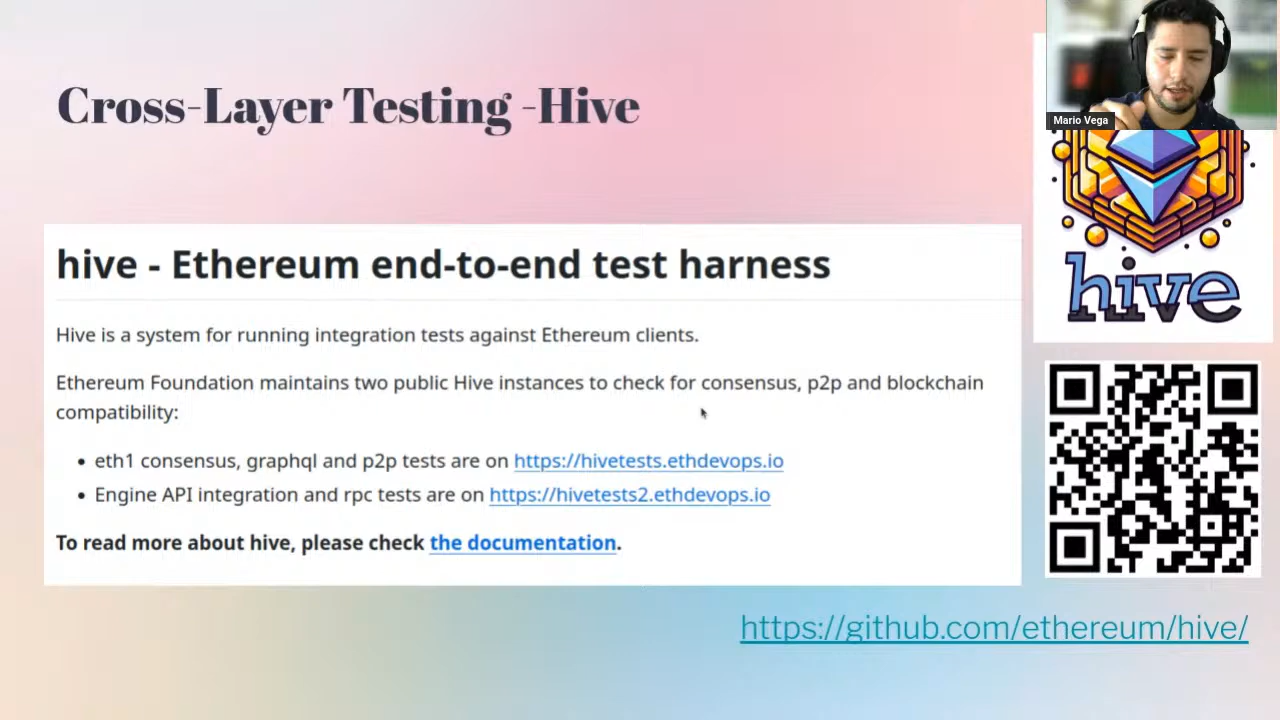 Cross-Layer Testing -Hive
Mario Vega
hive
hive - Ethereum end-to-end test harness
Hive is a system for running integration tests against Ethereum clients.
Ethereum Foundation maintains two public Hive instances to check for consensus, p2p and blockchain
compatibility:
• eth1 consensus, graphql and p2p tests are on https://hivetests.ethdevops.io
• Engine API integration and rpc tests are on https://hivetests2.ethdevops.io
To read more about hive, please check the documentation.
https://github.com/ethereum/hive/